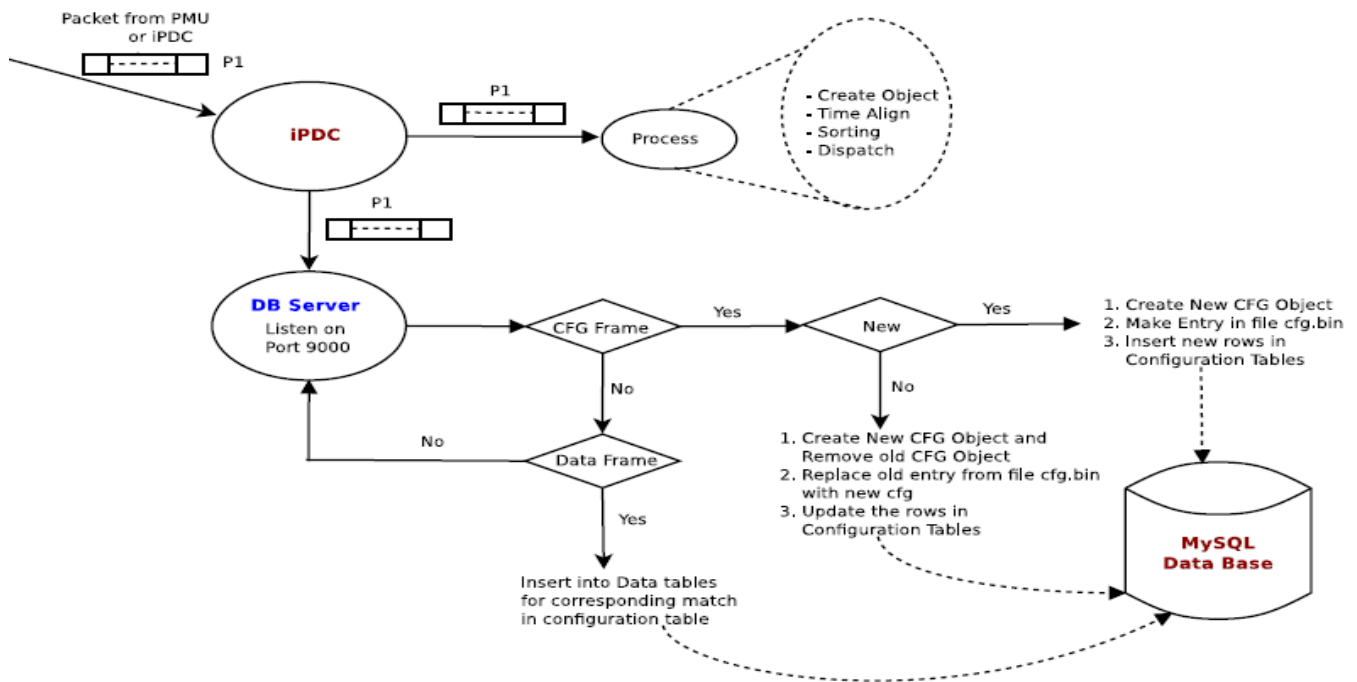 Packet from PMU
or iPDC
P1
iPDC
P1
Process
- Create Object
- Time Align
- Sorting
- Dispatch
P1
DB Server
Listen on
Port 9000
CFG Frame
Yes
New
Yes
1. Create New CFG Object
2. Make Entry in file cfg.bin
3. Insert new rows in
Configuration Tables
No
No
No
Data Frame
1. Create New CFG Object and
Remove old CFG Object
2. Replace old entry from file cfg.bin
with new cfg
3. Update the rows in
Configuration Tables
Yes
Insert into Data tables
for corresponding match
in configuration table
MySQL
Data Base